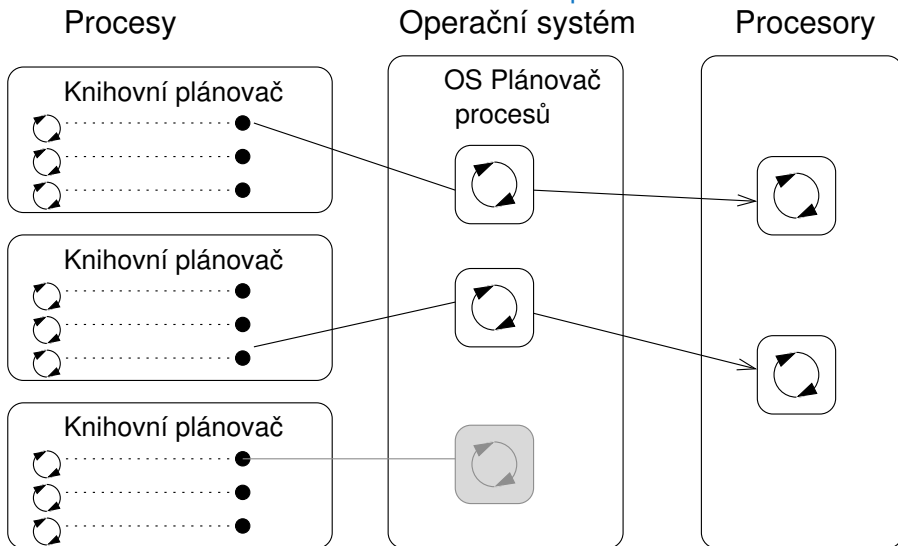 Procesy
Operační systém
Procesory
Knihovní plánovač
OS Plánovač
procesů
Knihovní plánovač
Knihovní plánovač